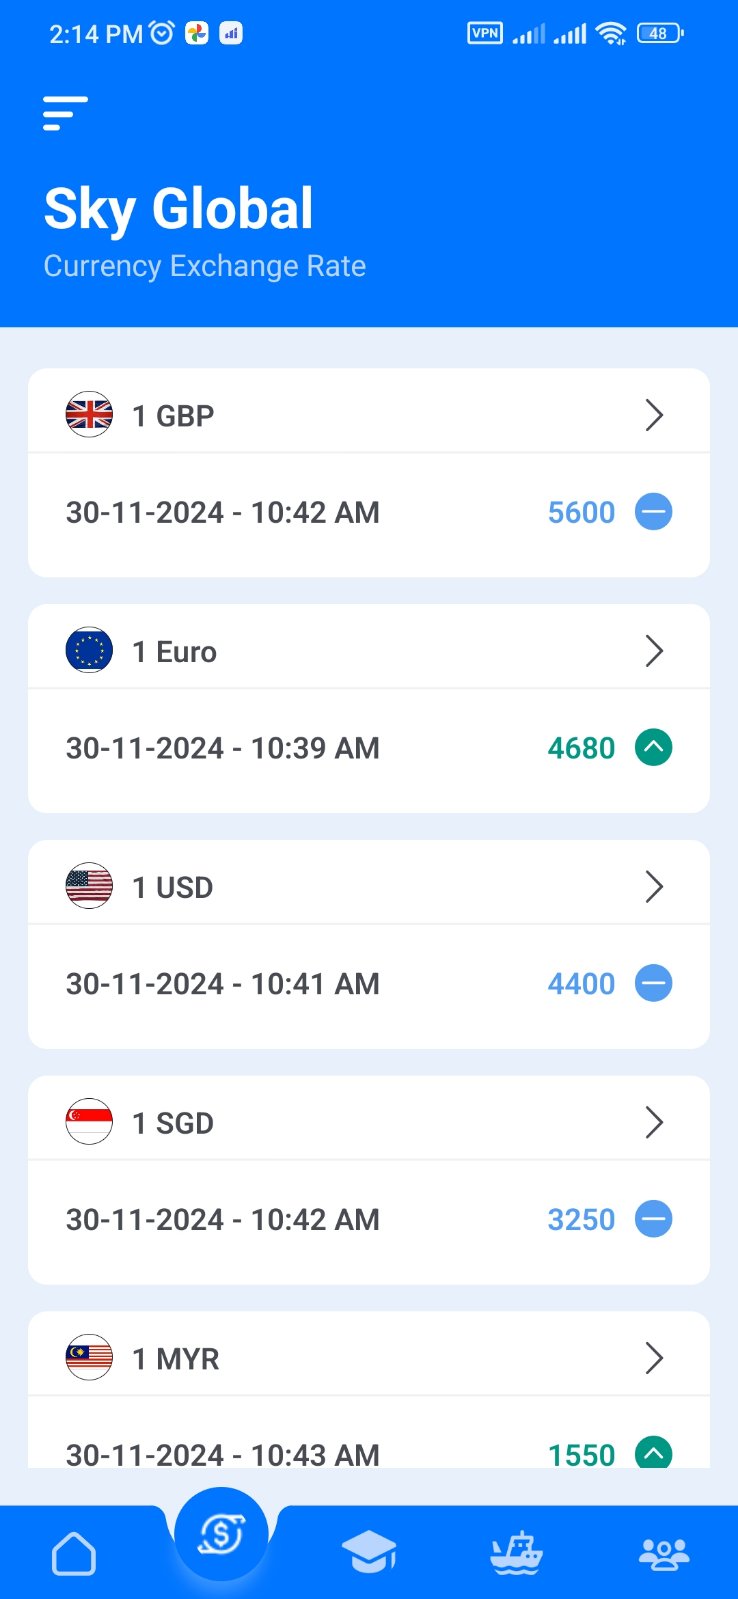 2:14 PM
VPN
48
Sky Global
Currency Exchange Rate
1 GBP
30-11-2024 - 10:42 AM 5600
1 Euro
30-11-2024 - 10:39 AM 4680
1 USD
30-11-2024 - 10:41 AM 4400
1 SGD
30-11-2024 - 10:42 AM 3250
1 MYR
30-11-2024 - 10:43 AM 1550